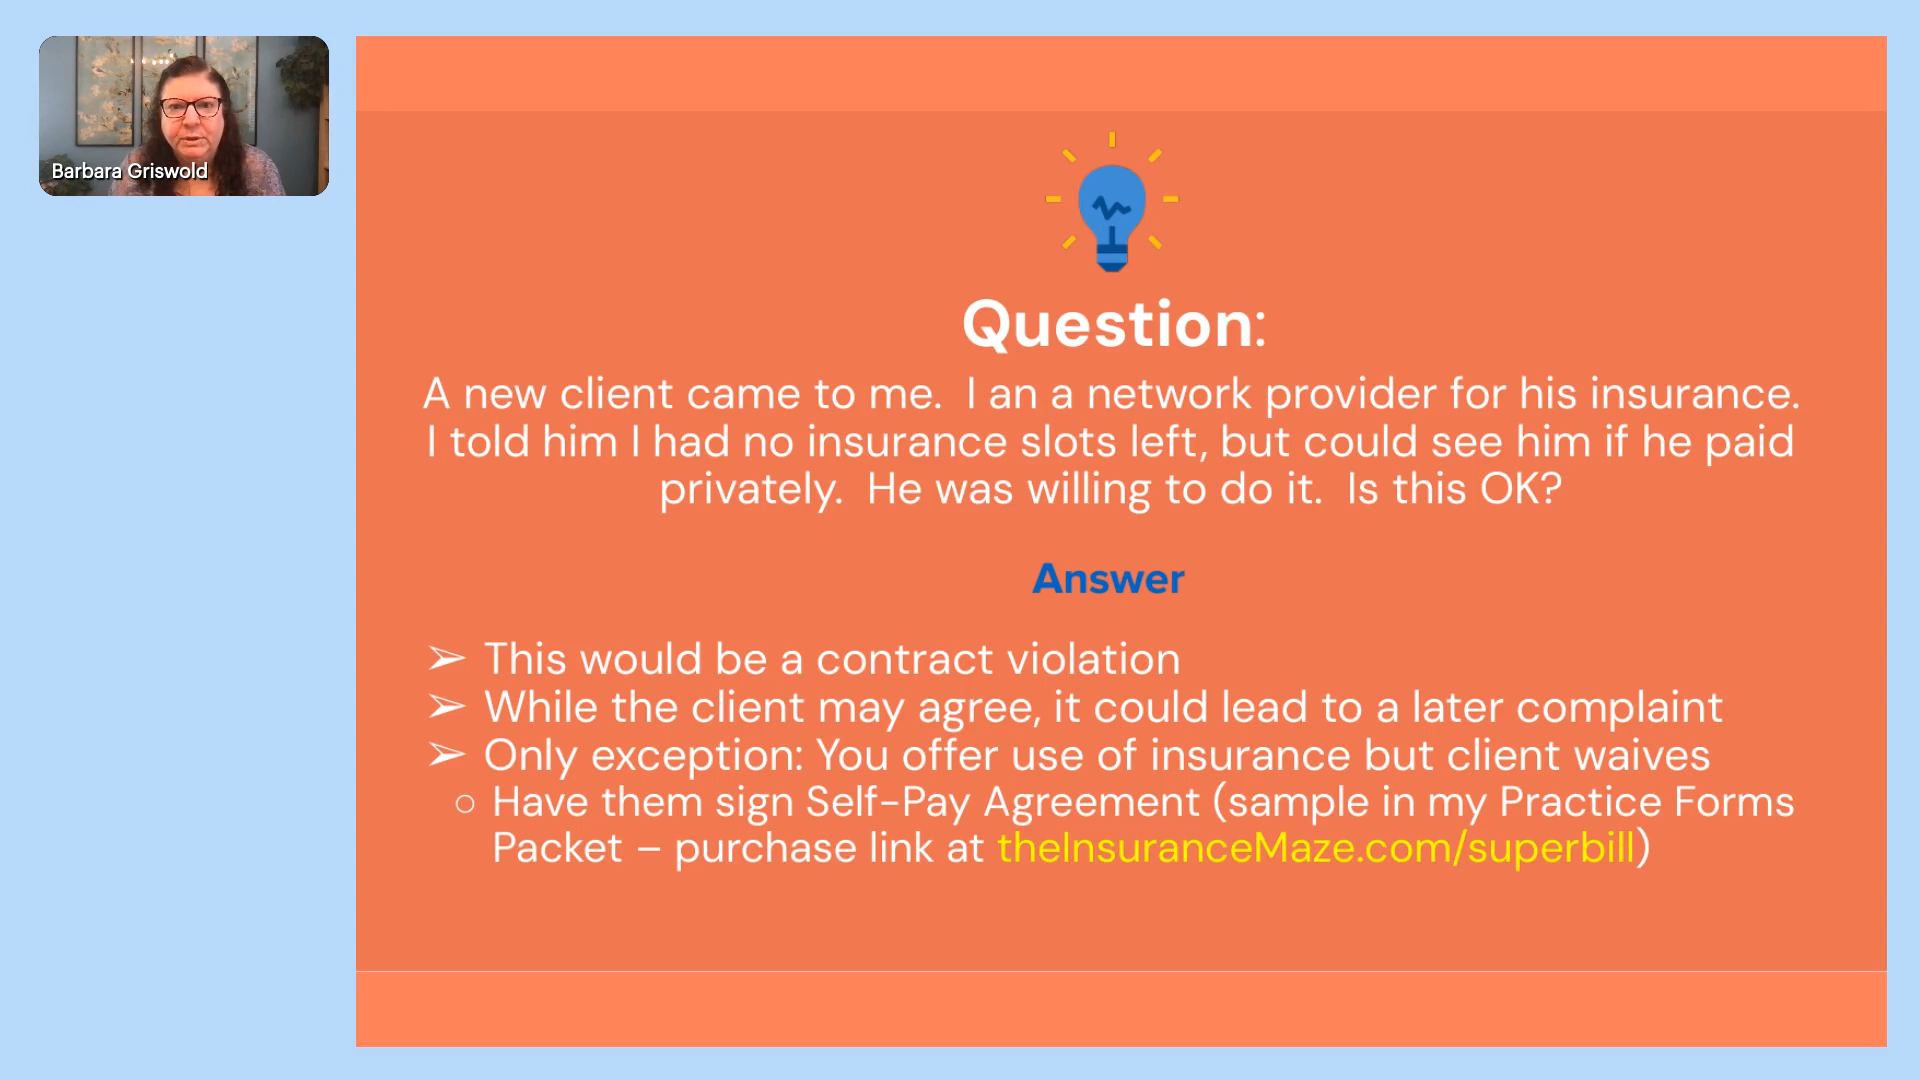 Barbara Griswold
Question:
A new client came to me.  I an a network provider for his insurance.
I told him I had no insurance slots left, but could see him if he paid
privately.  He was willing to do it.  Is this OK?
Answer
➢ This would be a contract violation
➢ While the client may agree, it could lead to a later complaint
➢ Only exception: You offer use of insurance but client waives
○ Have them sign Self-Pay Agreement (sample in my Practice Forms
Packet – purchase link at theInsuranceMaze.com/superbill)